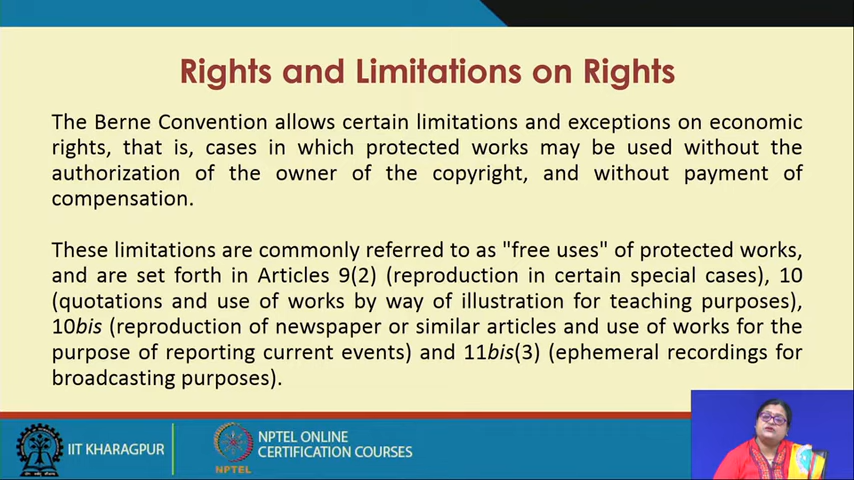 Rights and Limitations on Rights
The Berne Convention allows certain limitations and exceptions on economic
rights, that is, cases in which protected works may be used without the
authorization of the owner of the copyright, and without payment of
compensation.
These limitations are commonly referred to as "free uses" of protected works,
and are set forth in Articles 9(2) (reproduction in certain special cases), 10
(quotations and use of works by way of illustration for teaching purposes),
10bis (reproduction of newspaper or similar articles and use of works for the
purpose of reporting current events) and 11bis(3) (ephemeral recordings for
broadcasting purposes).
IIT KHARAGPUR
NPTEL
NPTEL ONLINE
CERTIFICATION COURSES